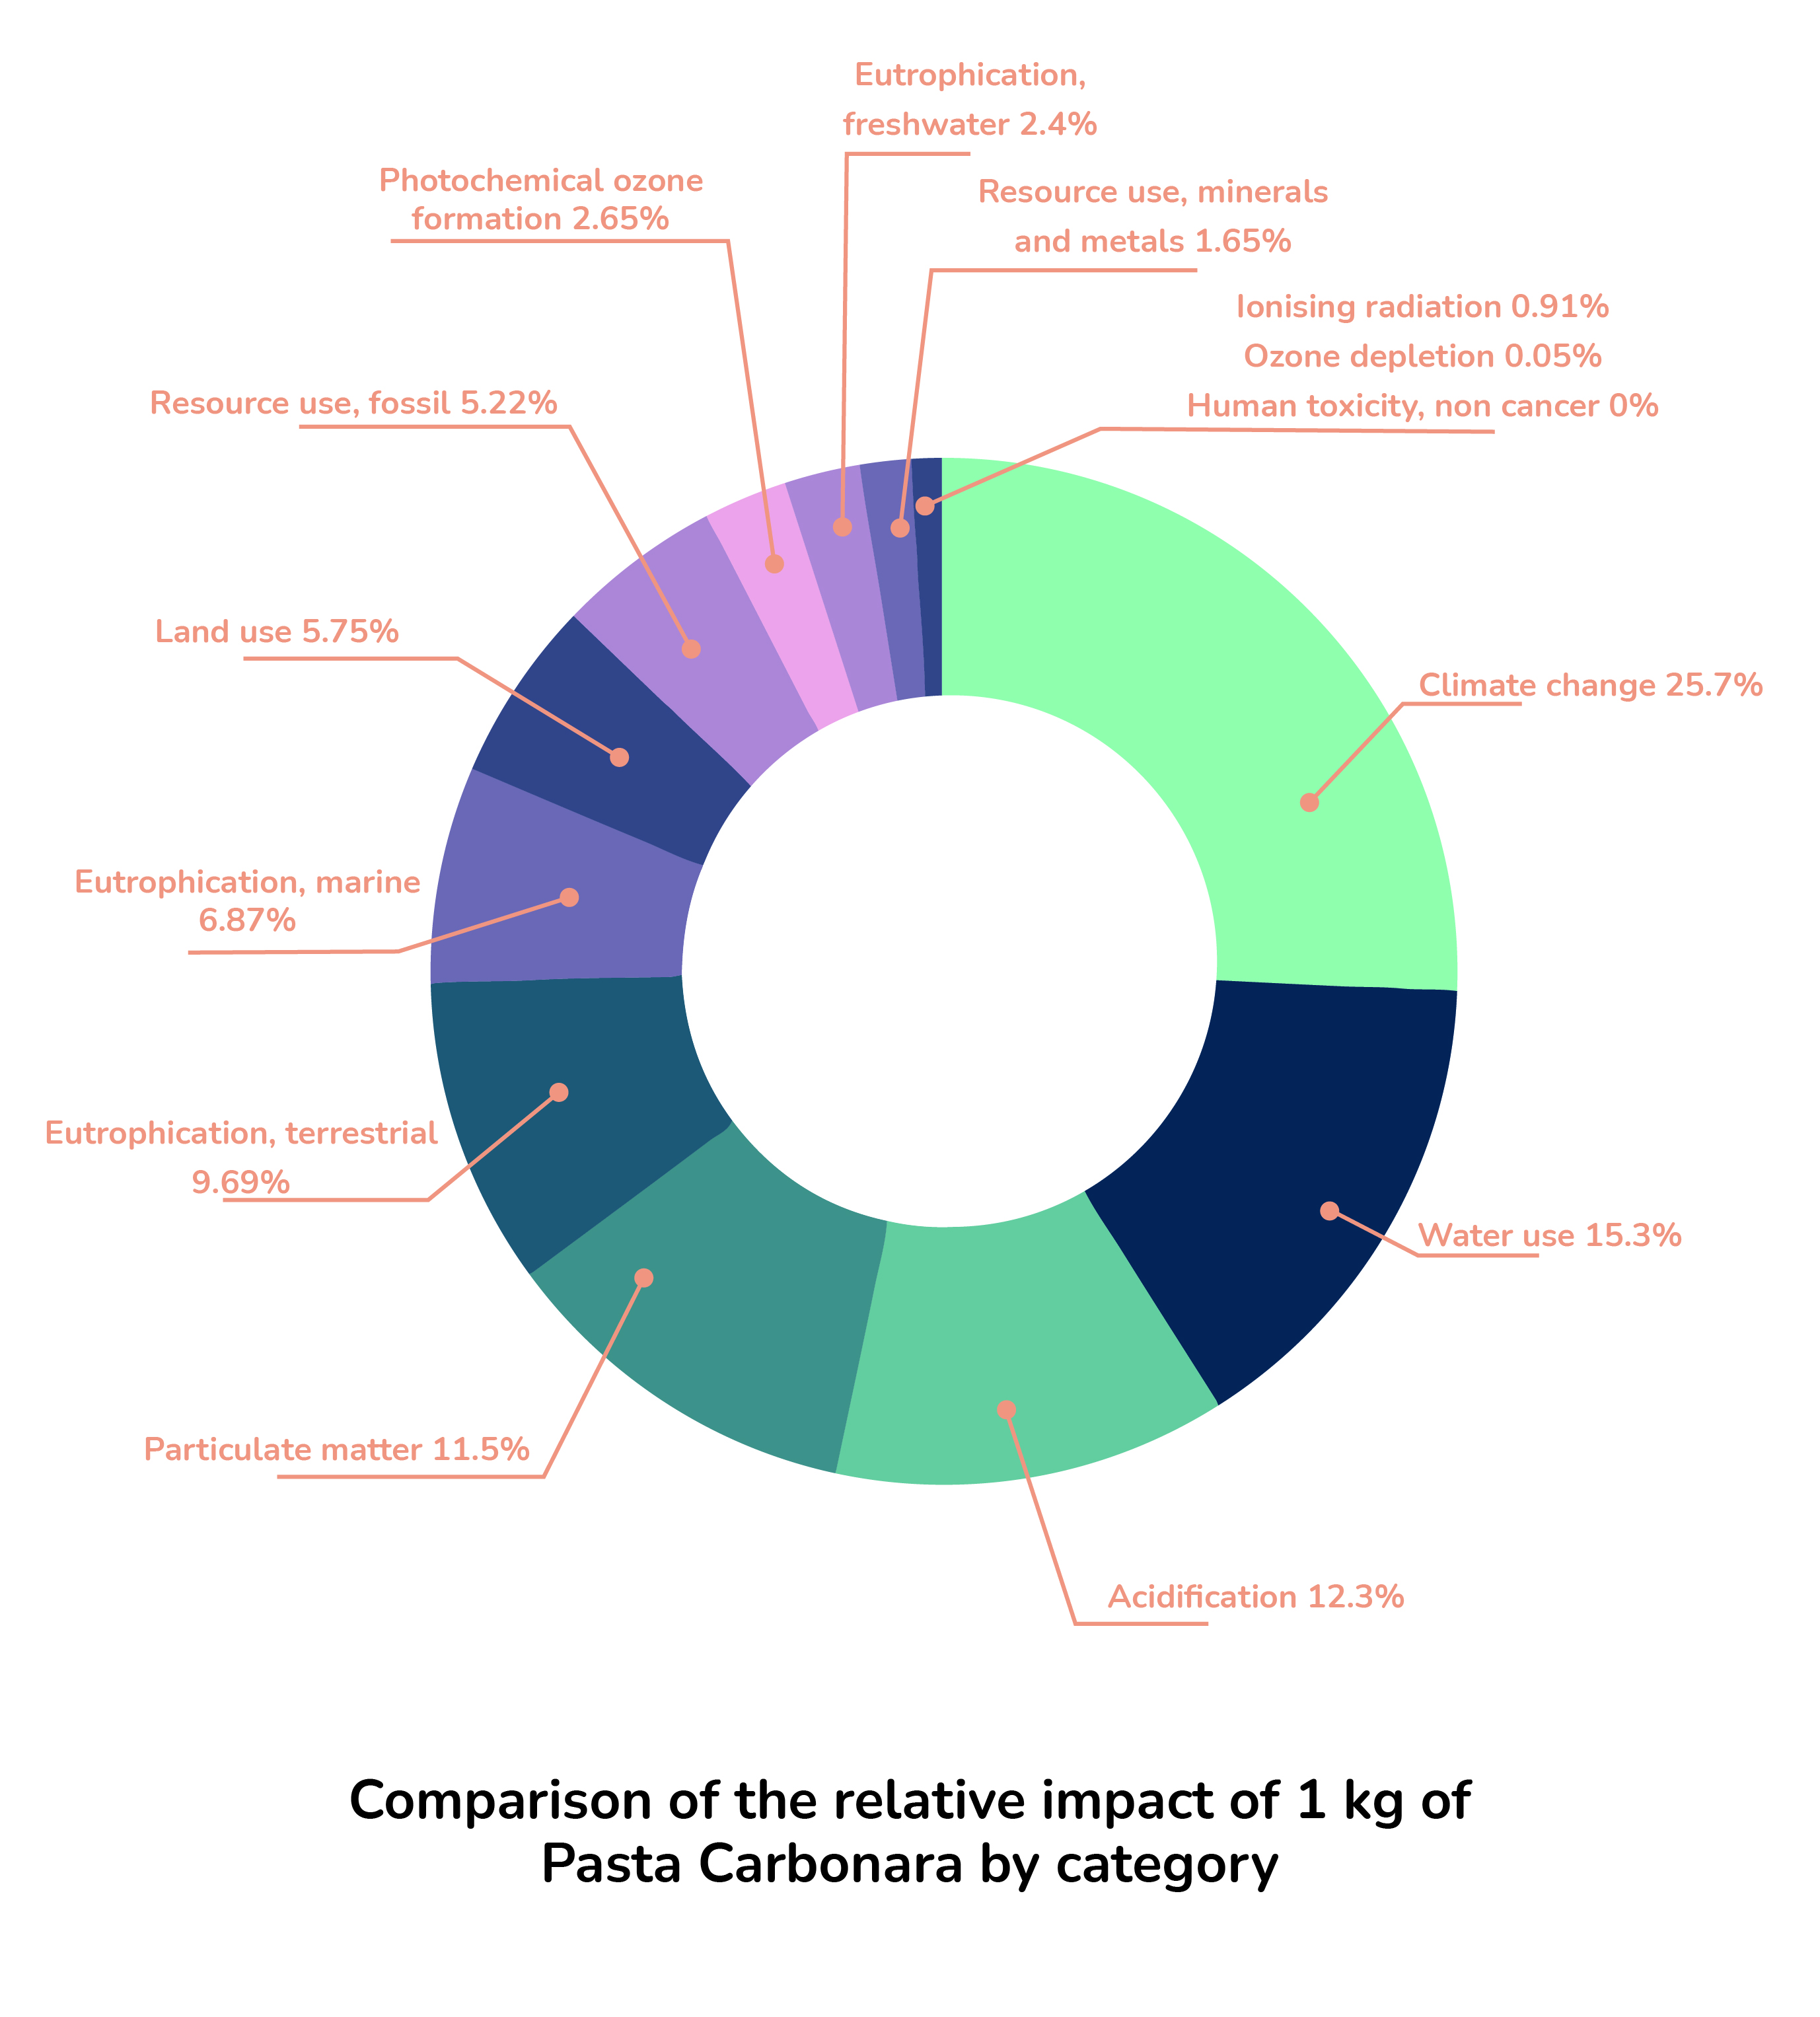 Eutrophication,
freshwater 2.4%
Photochemical ozone
formation 2.65%
Resource use, minerals
and metals 1.65%
Ionising radiation 0.91%
Ozone depletion 0.05%
Human toxicity, non cancer 0%
Resource use, fossil 5.22%
Land use 5.75%
Climate change 25.7%
Eutrophication, marine
6.87%
Eutrophication, terrestrial
9.69%
Water use 15.3%
Particulate matter 11.5%
Acidification 12.3%
Comparison of the relative impact of 1 kg of
Pasta Carbonara by category